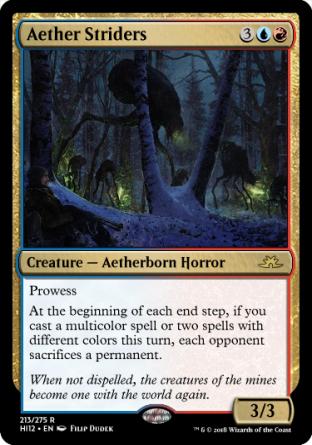 Aether Striders 3
Creature — Aetherborn Horror
Prowess
At the beginning of each end step, if you
cast a multicolor spell or two spells with
different colors this turn, each opponent
sacrifices a permanent.
When not dispelled, the creatures of the mines
become one with the world again.
3/3
213/275 R
HI12 • EN Filip Dudek
™ & © 2018 Wizards of the Coast